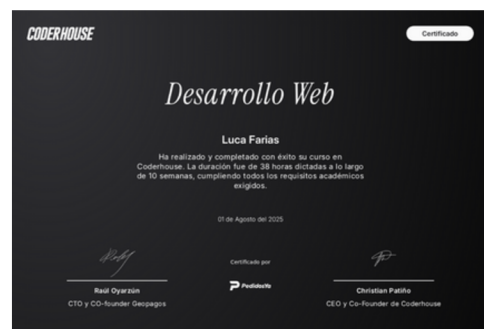 CODERHOUSE
Certificado
Desarrollo Web
Luca Farias
Ha realizado y completado con éxito su curso en
Coderhouse. La duración fue de 38 horas dictadas a lo largo
de 10 semanas, cumpliendo todos los requisitos académicos
exigidos.
01 de Agosto del 2025
Certificado por
PedidosYa
Raúl Oyarzún
CTO y CO-founder Geopagos
Christian Patiño
CEO y Co-Founder de Coderhouse